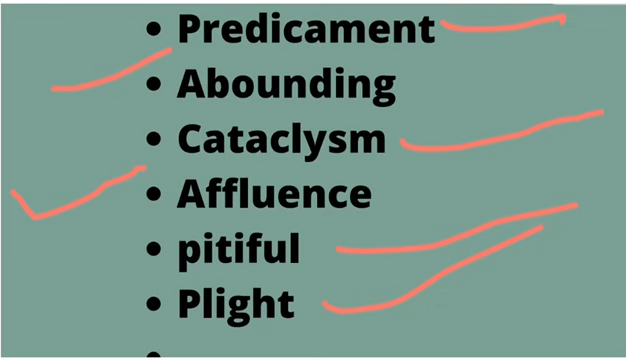 • Predicament
• Abounding
• Cataclysm
• Affluence
• pitiful
• Plight
•